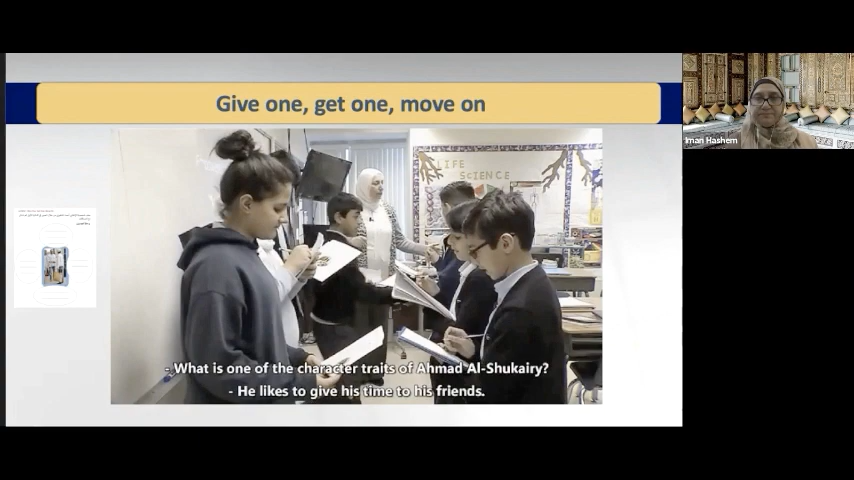 Give one, get one, move on
Iman Hashem
LIFE
SCIENCE
- What is one of the character traits of Ahmad Al-Shukairy?
- He likes to give his time to his friends.